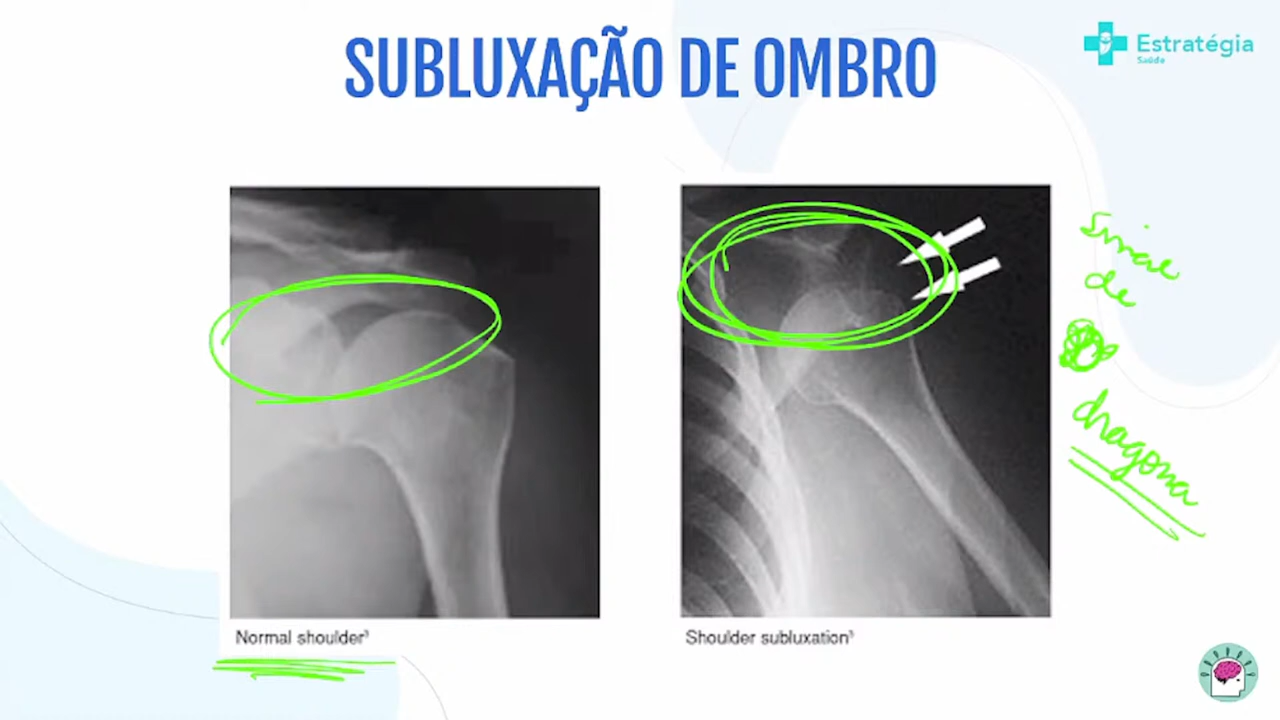 SUBLUXAÇÃO DE OMBRO
Estratégia
Saúde
Sinal
de
dragona
Normal shoulder³
Shoulder subluxation³